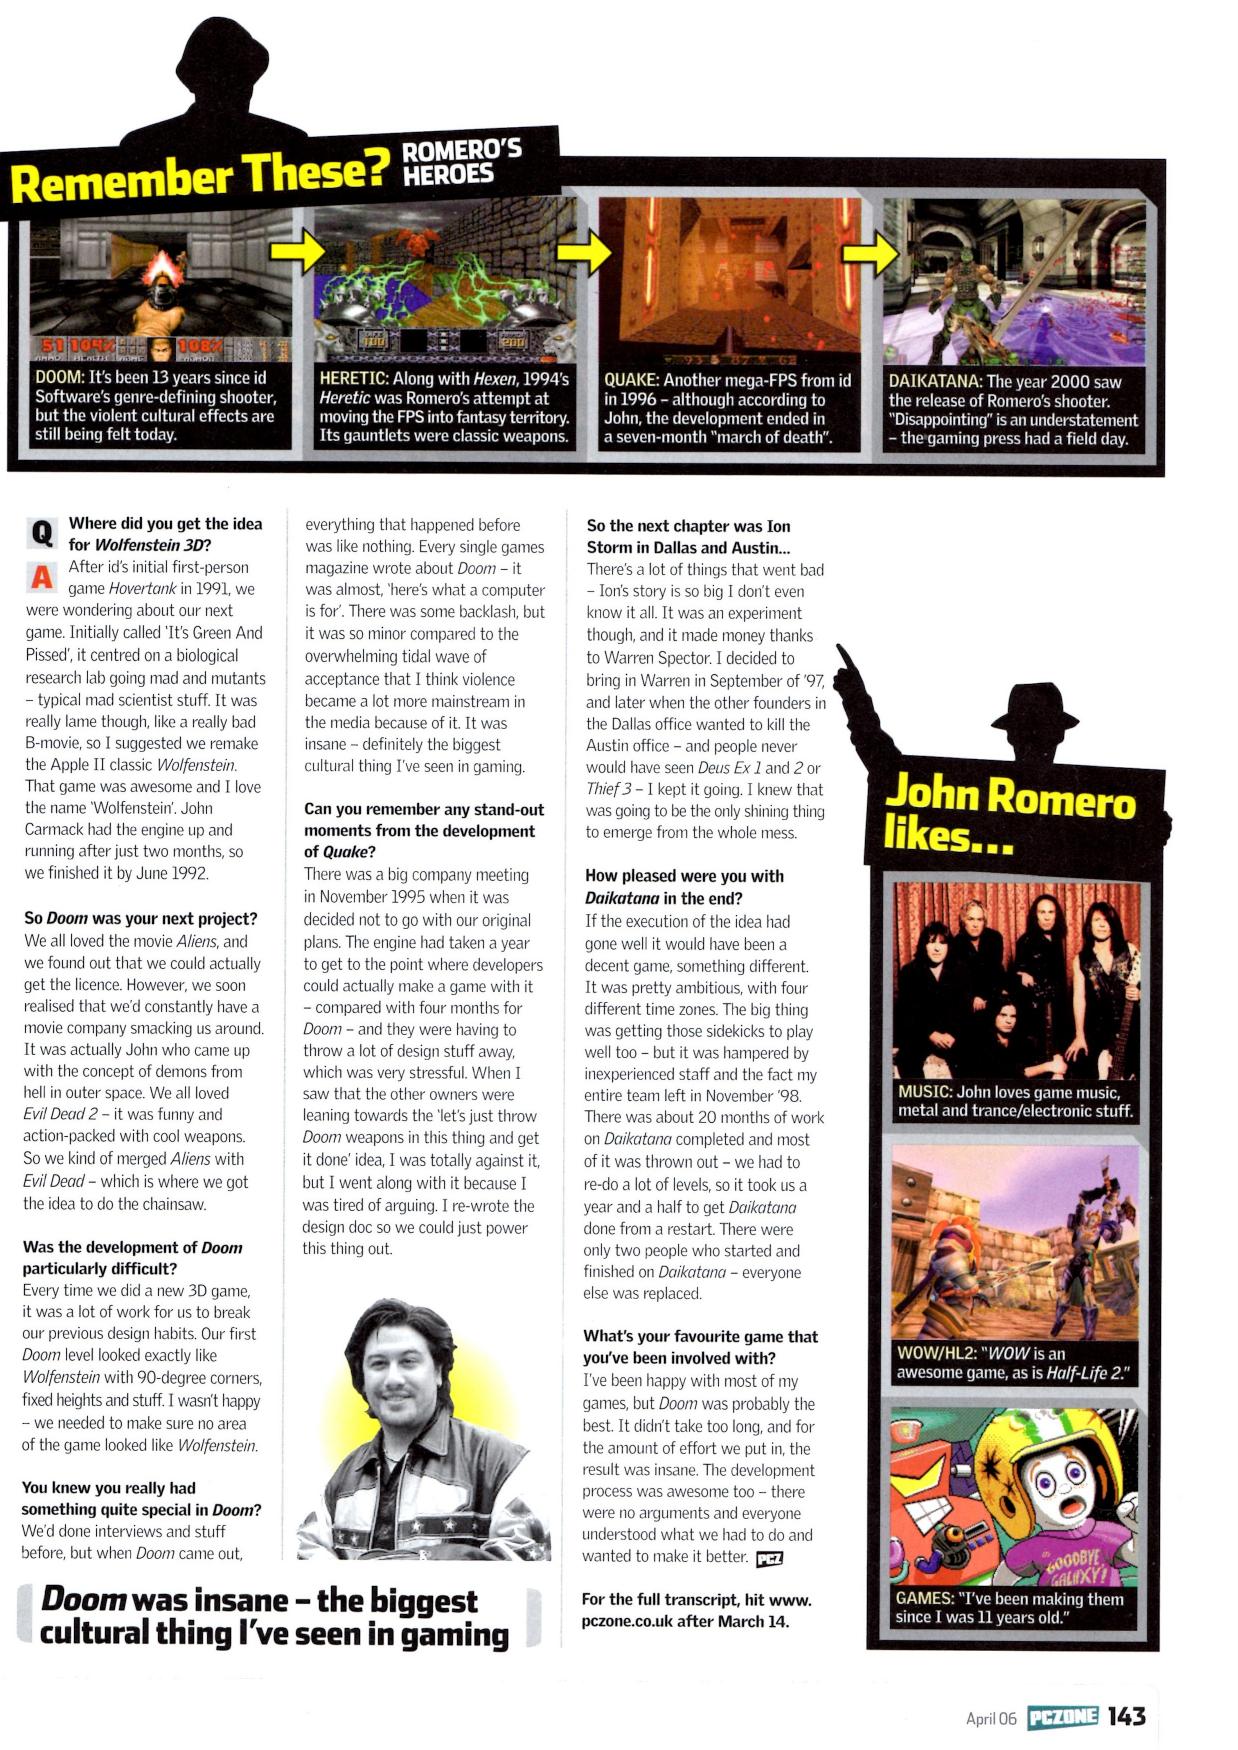 Remember These? ROMERO'S
HEROES
DOOM: It's been 13 years since id
Software's genre-defining shooter,
but the violent cultural effects are
still being felt today.
HERETIC: Along with Hexen, 1994's
Heretic was Romero's attempt at
moving the FPS into fantasy territory.
Its gauntlets were classic weapons.
QUAKE: Another mega-FPS from id
in 1996 – although according to
John, the development ended in
a seven-month "march of death".
DAIKATANA: The year 2000 saw
the release of Romero's shooter.
"Disappointing" is an understatement
– the gaming press had a field day.
Q Where did you get the idea
for Wolfenstein 3D?
A After id's initial first-person
game Hovertank in 1991, we
were wondering about our next
game. Initially called 'It's Green And
Pissed', it centred on a biological
research lab going mad and mutants
– typical mad scientist stuff. It was
really lame though, like a really bad
B-movie, so I suggested we remake
the Apple II classic Wolfenstein.
That game was awesome and I love
the name 'Wolfenstein'. John
Carmack had the engine up and
running after just two months, so
we finished it by June 1992.
So Doom was your next project?
We all loved the movie Aliens, and
we found out that we could actually
get the licence. However, we soon
realised that we'd constantly have a
movie company smacking us around.
It was actually John who came up
with the concept of demons from
hell in outer space. We all loved
Evil Dead 2 – it was funny and
action-packed with cool weapons.
So we kind of merged Aliens with
Evil Dead – which is where we got
the idea to do the chainsaw.
Was the development of Doom
particularly difficult?
Every time we did a new 3D game,
it was a lot of work for us to break
our previous design habits. Our first
Doom level looked exactly like
Wolfenstein with 90-degree corners,
fixed heights and stuff. I wasn't happy
– we needed to make sure no area
of the game looked like Wolfenstein.
You knew you really had
something quite special in Doom?
We'd done interviews and stuff
before, but when Doom came out,
everything that happened before
was like nothing. Every single games
magazine wrote about Doom – it
was almost, 'here's what a computer
is for'. There was some backlash, but
it was so minor compared to the
overwhelming tidal wave of
acceptance that I think violence
became a lot more mainstream in
the media because of it. It was
insane – definitely the biggest
cultural thing I've seen in gaming.
Can you remember any stand-out
moments from the development
of Quake?
There was a big company meeting
in November 1995 when it was
decided not to go with our original
plans. The engine had taken a year
to get to the point where developers
could actually make a game with it
– compared with four months for
Doom – and they were having to
throw a lot of design stuff away,
which was very stressful. When I
saw that the other owners were
leaning towards the 'let's just throw
Doom weapons in this thing and get
it done' idea, I was totally against it,
but I went along with it because I
was tired of arguing. I re-wrote the
design doc so we could just power
this thing out.
Doom was insane – the biggest
cultural thing I've seen in gaming
So the next chapter was Ion
Storm in Dallas and Austin...
There's a lot of things that went bad
– Ion's story is so big I don't even
know it all. It was an experiment
though, and it made money thanks
to Warren Spector. I decided to
bring in Warren in September of '97,
and later when the other founders in
the Dallas office wanted to kill the
Austin office – and people never
would have seen Deus Ex 1 and 2 or
Thief 3 – I kept it going. I knew that
was going to be the only shining thing
to emerge from the whole mess.
How pleased were you with
Daikatana in the end?
If the execution of the idea had
gone well it would have been a
decent game, something different.
It was pretty ambitious, with four
different time zones. The big thing
was getting those sidekicks to play
well too – but it was hampered by
inexperienced staff and the fact my
entire team left in November '98.
There was about 20 months of work
on Daikatana completed and most
of it was thrown out – we had to
re-do a lot of levels, so it took us a
year and a half to get Daikatana
done from a restart. There were
only two people who started and
finished on Daikatana – everyone
else was replaced.
What's your favourite game that
you've been involved with?
I've been happy with most of my
games, but Doom was probably the
best. It didn't take too long, and for
the amount of effort we put in, the
result was insane. The development
process was awesome too – there
were no arguments and everyone
understood what we had to do and
wanted to make it better. PCZ
For the full transcript, hit www.
pczone.co.uk after March 14.
John Romero
likes...
MUSIC: John loves game music,
metal and trance/electronic stuff.
WOW/HL2: "WOW is an
awesome game, as is Half-Life 2."
GOODBYE
GALAXY!
GAMES: "I've been making them
since I was 11 years old."
April 06 PCZONE 143